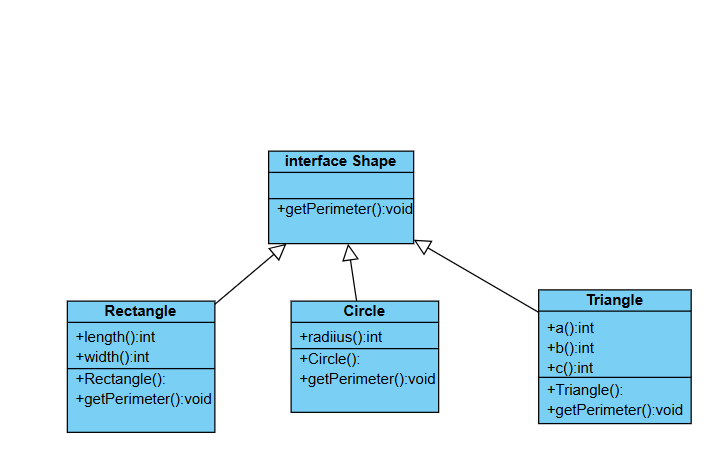 interface Shape
+getPerimeter():void
Rectangle
+length():int
+width():int
+Rectangle():
+getPerimeter():void
Circle
+radiius():int
+Circle():
+getPerimeter():void
Triangle
+a():int
+b():int
+c():int
+Triangle():
+getPerimeter():void